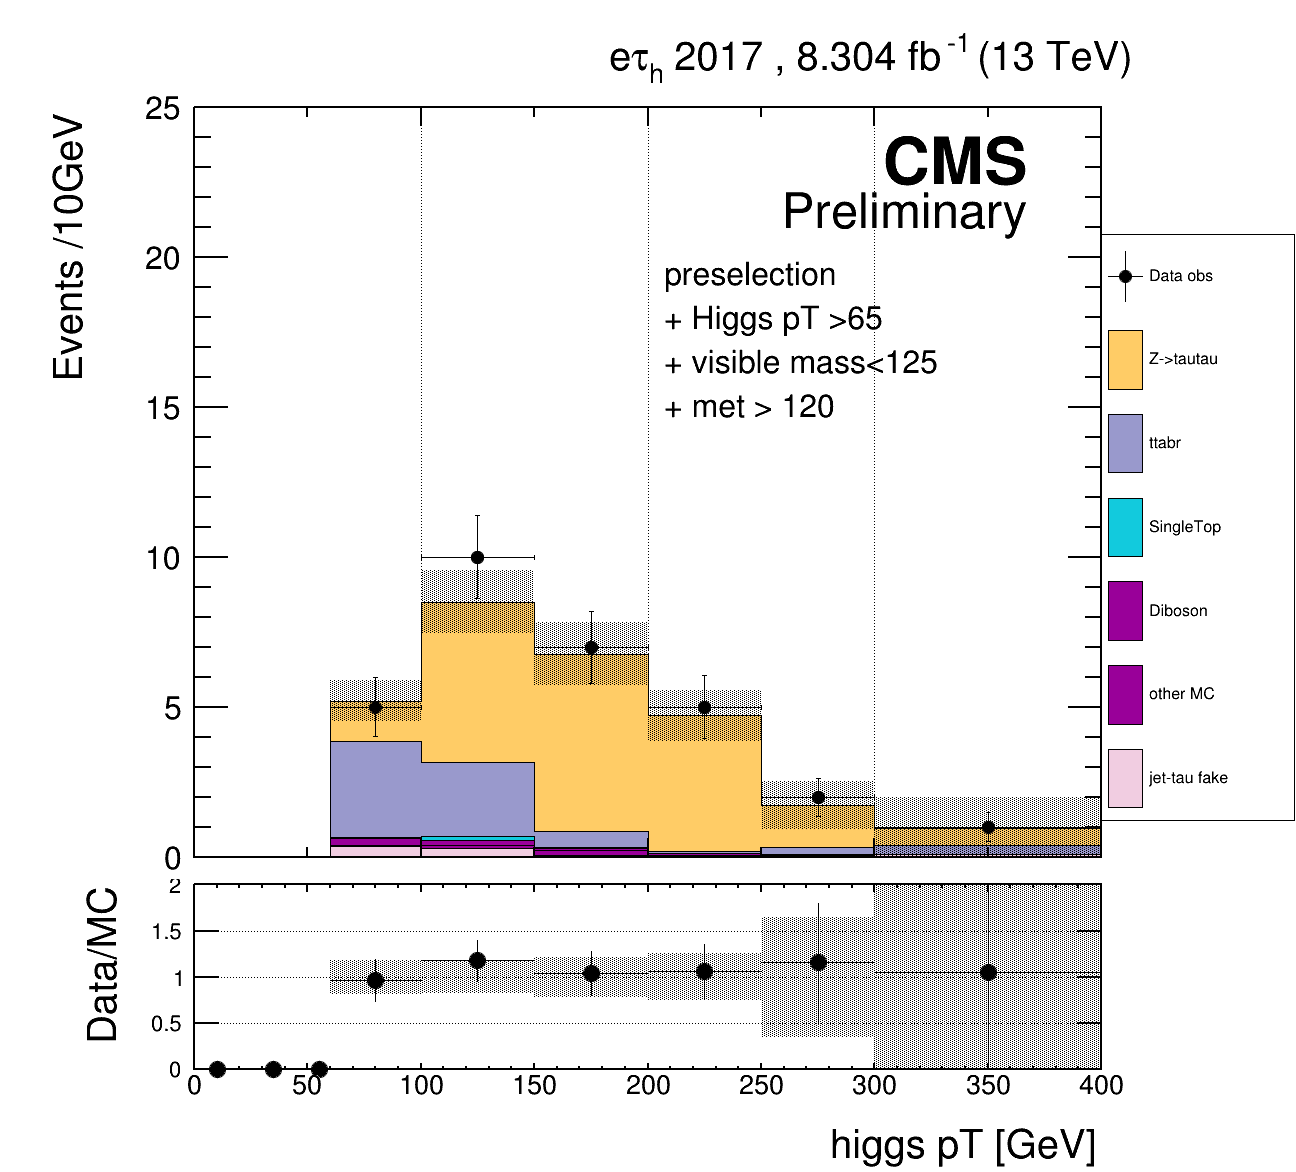 eτh 2017 , 8.304 fb-1 (13 TeV)
Events /10GeV
25
20
15
10
5
0
CMS
Preliminary
preselection
+ Higgs pT >65
+ visible mass<125
+ met > 120
Data obs
Z->tautau
ttabr
SingleTop
Diboson
other MC
jet-tau fake
Data/MC
2
1.5
1
0.5
0
0 50 100 150 200 250 300 350 400
higgs pT [GeV]